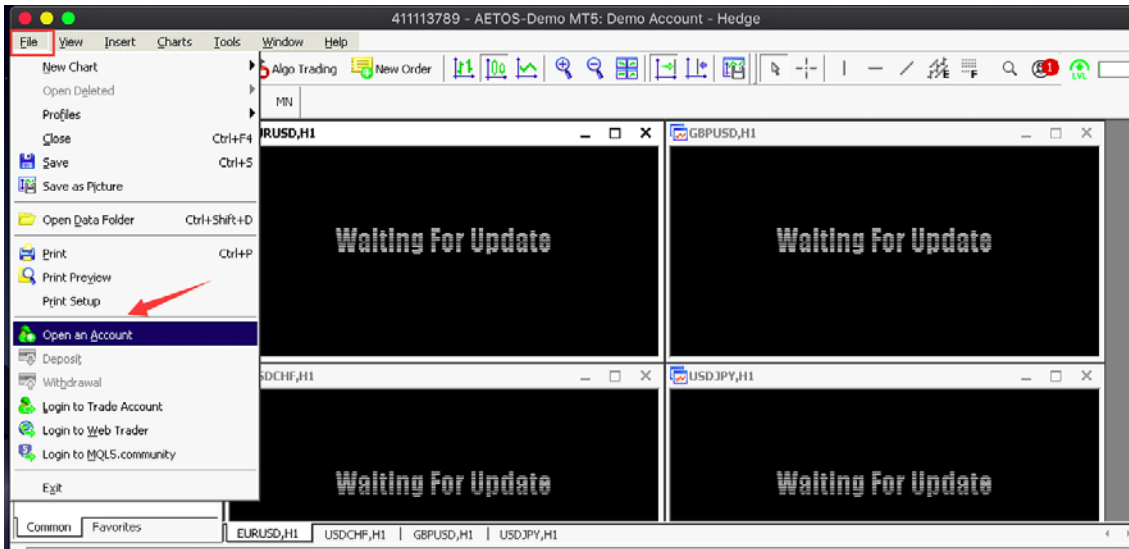 411113789 - AETOS-Demo MT5: Demo Account - Hedge
File View Insert Charts Tools Window Help
New Chart
Algo Trading New Order
1
LVL
Open Deleted
MN
Profiles
Close Ctrl+F4
Save Ctrl+S
Save as Picture
Open Data Folder Ctrl+Shift+D
Print Ctrl+P
Print Preview
Print Setup
Open an Account
Deposit
Withdrawal
Login to Trade Account
Login to Web Trader
Login to MQL5.community
Exit
Common Favorites
RUSD,H1
Waiting For Update
GBPUSD,H1
Waiting For Update
SDCHF,H1
Waiting For Update
USDJPY,H1
Waiting For Update
EURUSD,H1 USDCHF,H1 | GBPUSD,H1 | USDJPY,H1